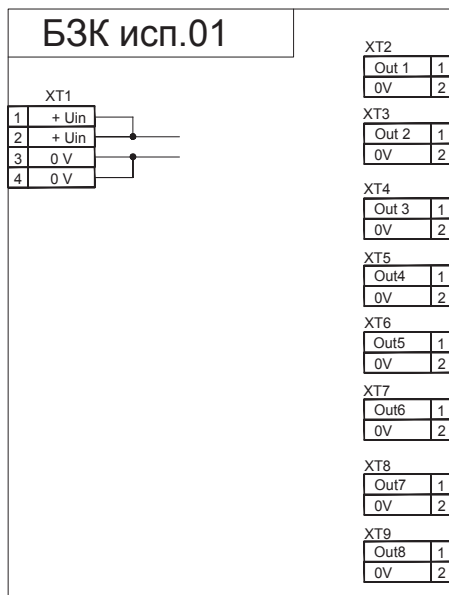 БЗК исп.01
XT1
1 + Uin
2 + Uin
3 0 V
4 0 V
XT2
Out 1 1
0V 2
XT3
Out 2 1
0V 2
XT4
Out 3 1
0V 2
XT5
Out4 1
0V 2
XT6
Out5 1
0V 2
XT7
Out6 1
0V 2
XT8
Out7 1
0V 2
XT9
Out8 1
0V 2